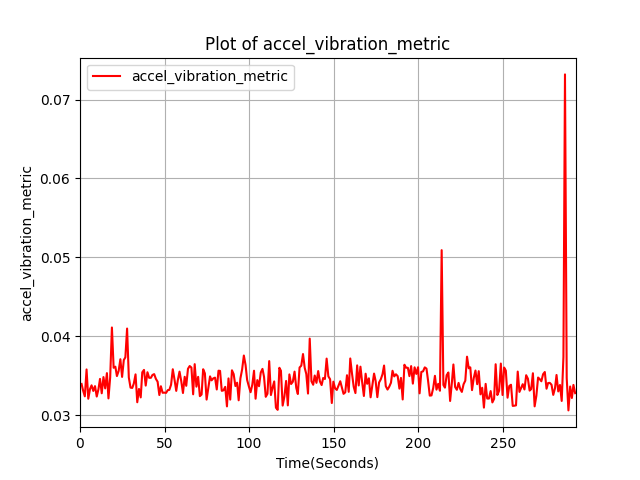 Plot of accel_vibration_metric
accel_vibration_metric
0.07
0.06
0.05
0.04
0.03
accel_vibration_metric
0
50
100
150
200
250
Time(Seconds)